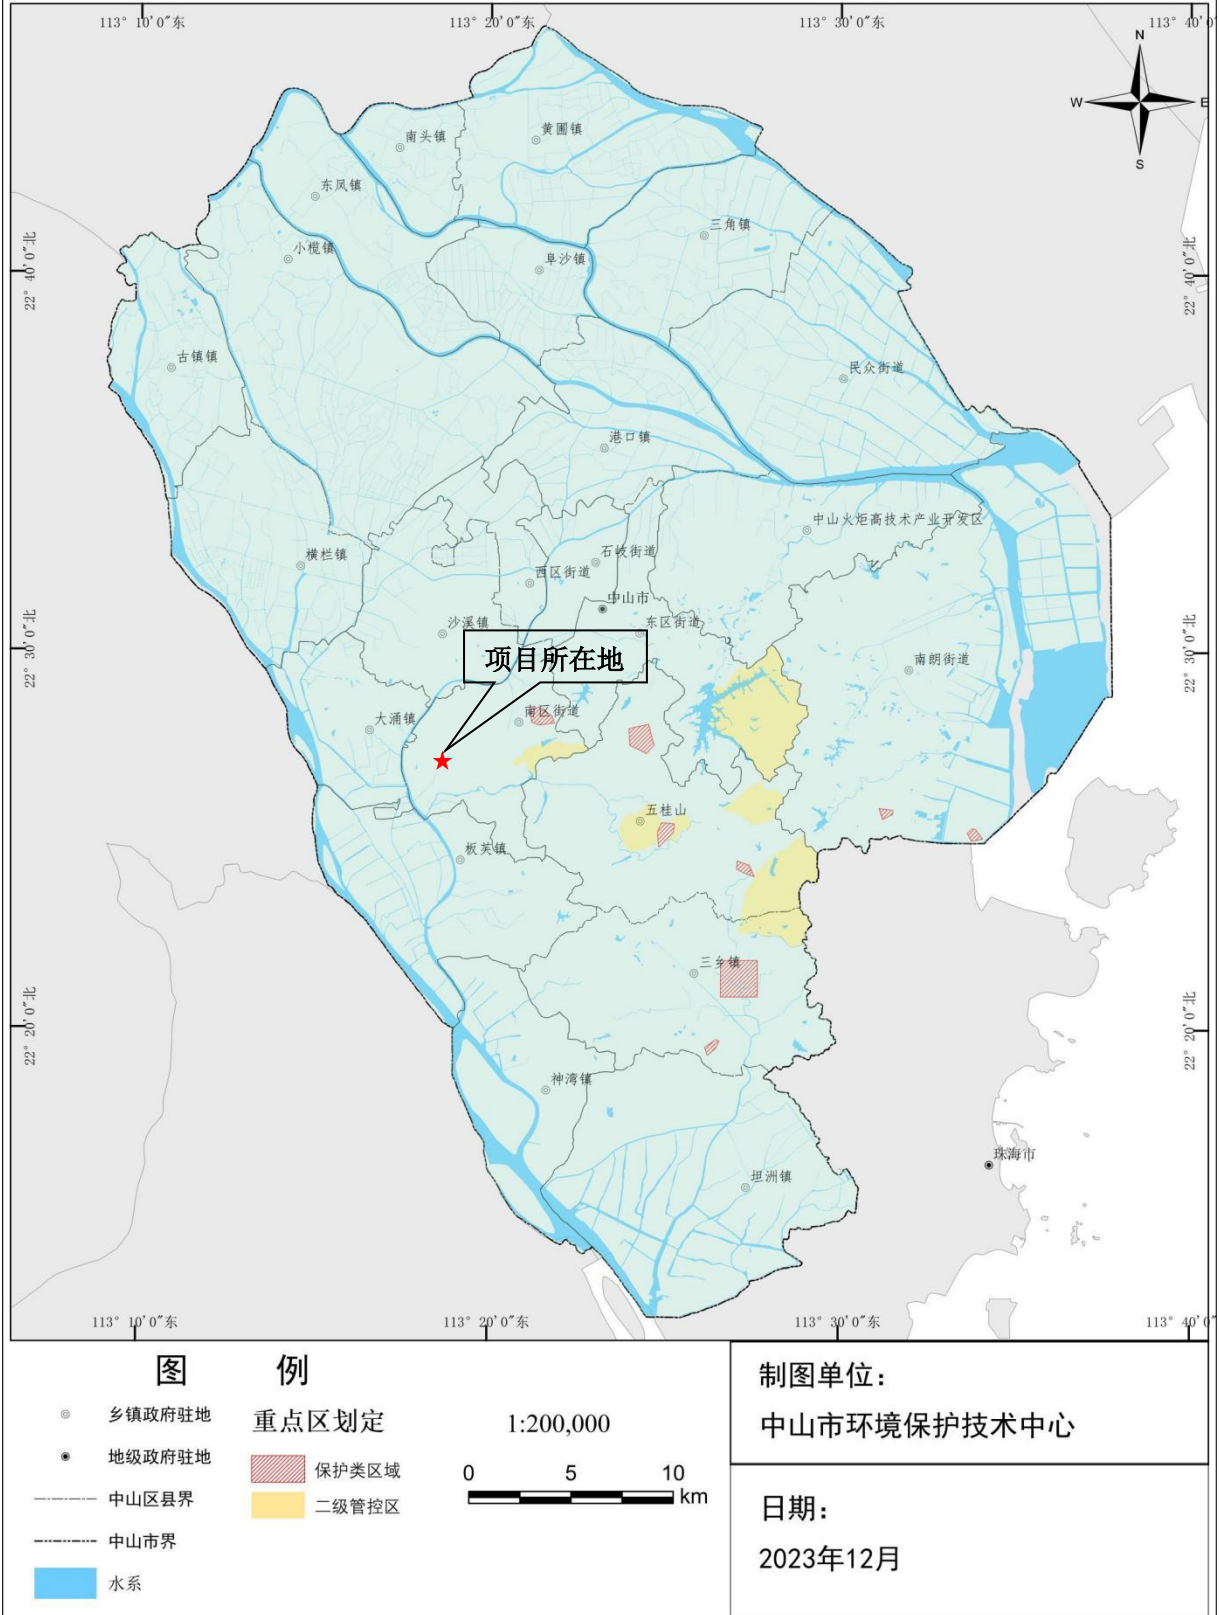 113° 10′0″东
113° 20′0″东
113° 30′0″东
113° 40′0″
N
W
E
S
黄圃镇
南头镇
东凤镇
三角镇
小榄镇
阜沙镇
22° 40′0″北
22° 40′0″北
古镇镇
民众街道
港口镇
中山火炬高技术产业开发区
石岐街道
横栏镇
西区街道
中山市
沙溪镇
东区街道
22° 30′0″北
22° 30′0″北
项目所在地
南朗街道
大涌镇
南区街道
五桂山
板芙镇
三乡镇
22° 20′0″北
22° 20′0″北
神湾镇
珠海市
坦洲镇
113° 10′0″东
113° 20′0″东
113° 30′0″东
113° 40′0″
图 例
乡镇政府驻地
地级政府驻地
中山区县界
中山市界
水系
重点区划定
保护类区域
二级管控区
1:200,000
0 5 10
km
制图单位：
中山市环境保护技术中心
日期：
2023年12月